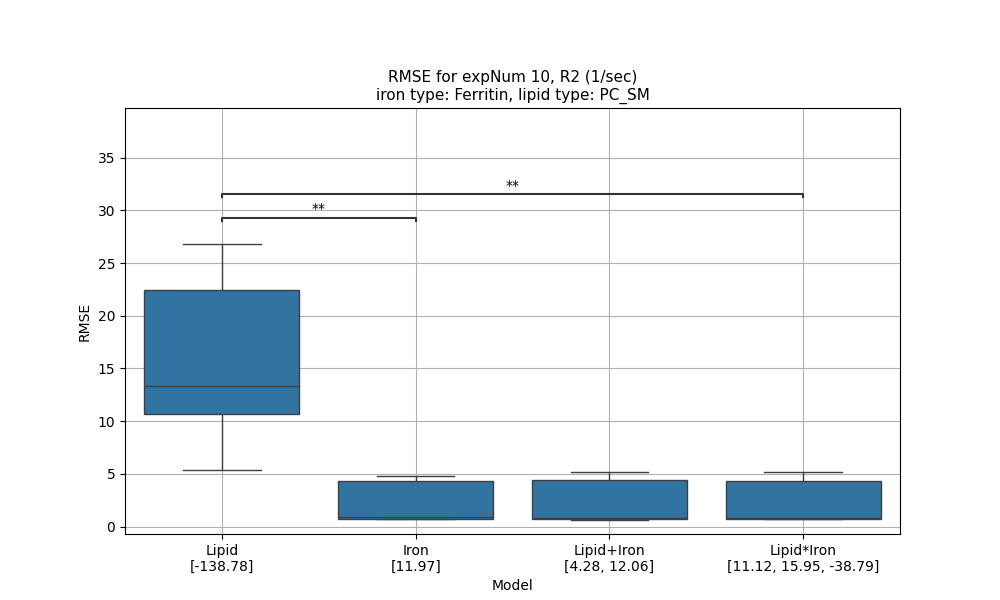 RMSE for expNum 10, R2 (1/sec)
iron type: Ferritin, lipid type: PC_SM
35
30
25
20
15
10
5
0
RMSE
**
**
Lipid
[-138.78]
Iron
[11.97]
Lipid+Iron
[4.28, 12.06]
Lipid*Iron
[11.12, 15.95, -38.79]
Model